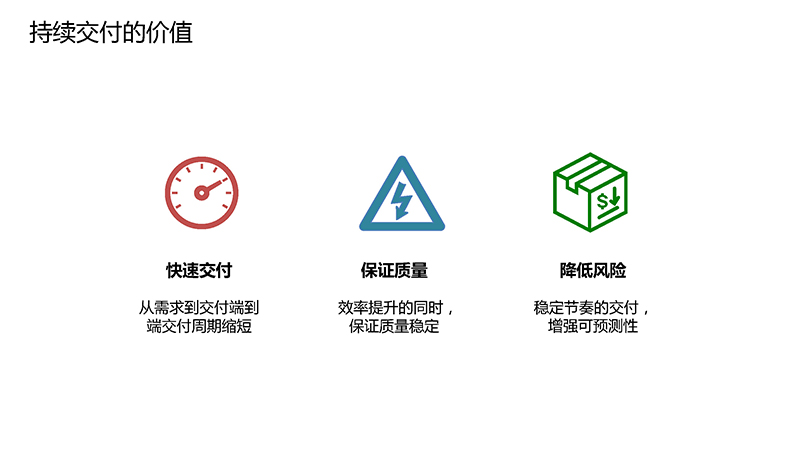 持续交付的价值
$
快速交付
保证质量
降低风险
从需求到交付端到
端交付周期缩短
效率提升的同时，
保证质量稳定
稳定节奏的交付，
增强可预测性